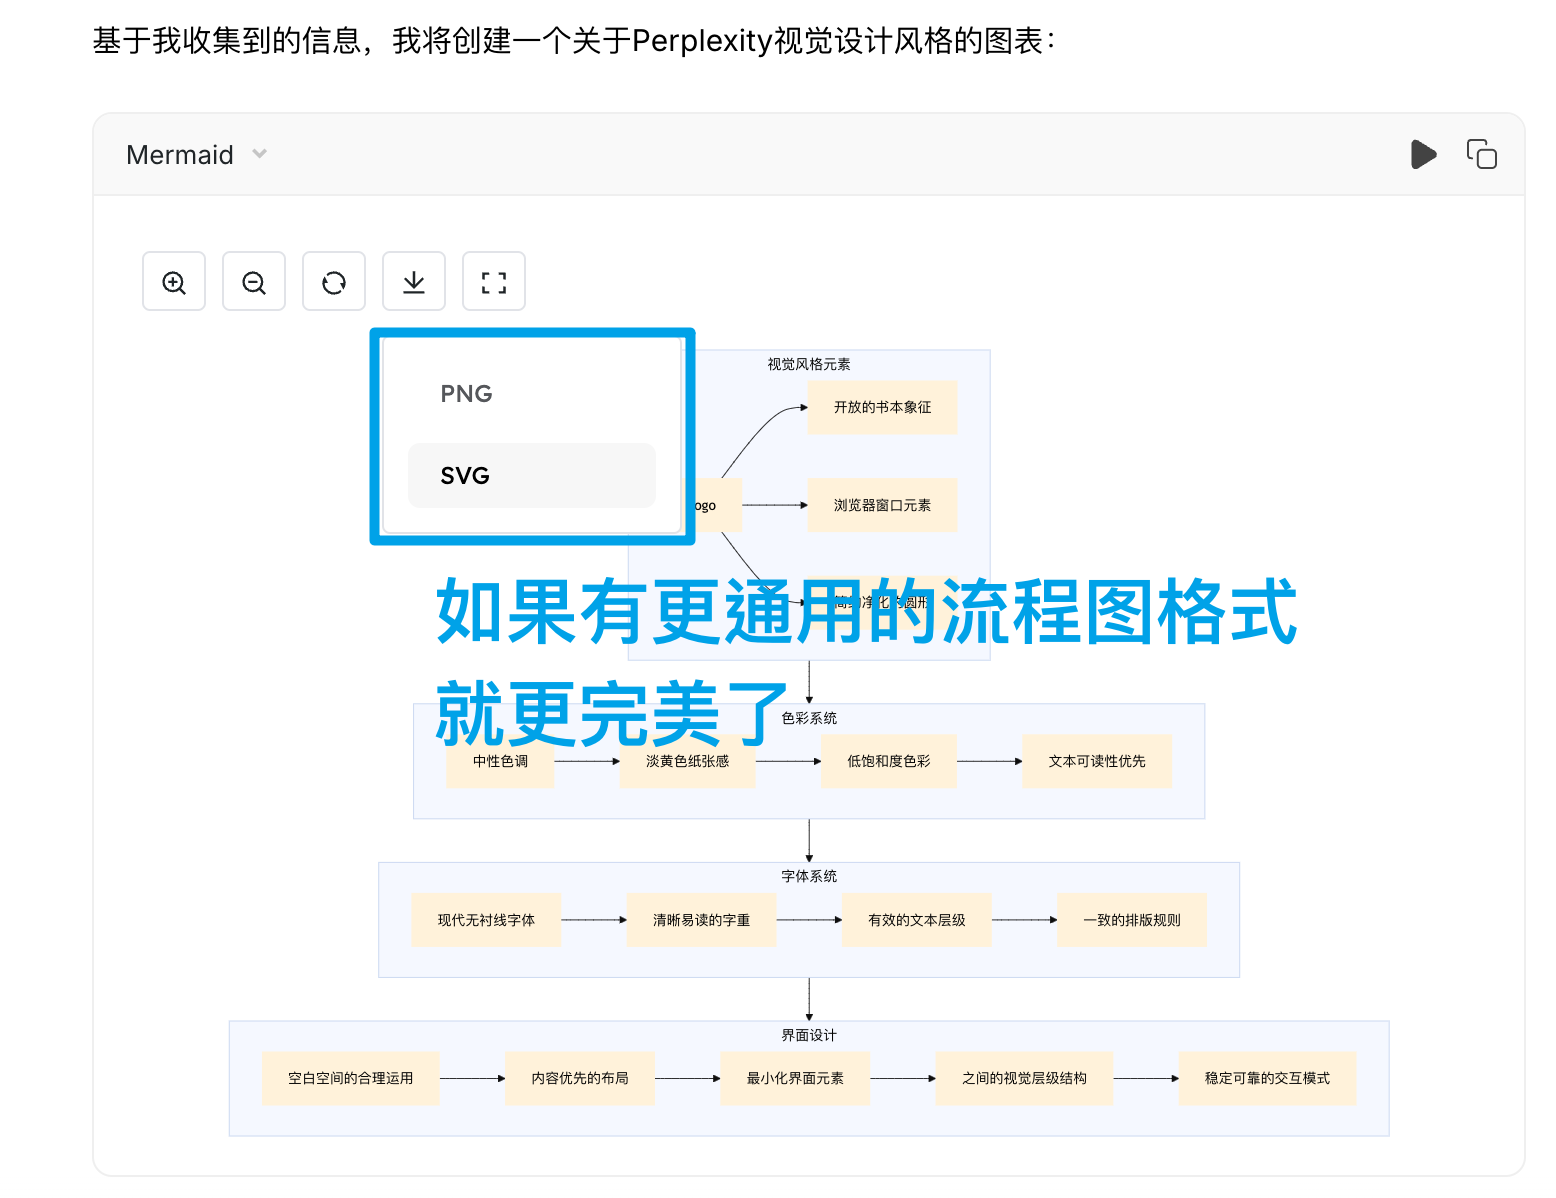 基于我收集到的信息，我将创建一个关于Perplexity视觉设计风格的图表：
Mermaid
PNG
SVG
视觉风格元素
开放的书本象征
ogo
浏览器窗口元素
如果有更通用的流程图格式
就更完美了
色彩系统
中性色调
淡黄色纸张感
低饱和度色彩
文本可读性优先
字体系统
现代无衬线字体
清晰易读的字重
有效的文本层级
一致的排版规则
界面设计
空白空间的合理运用
内容优先的布局
最小化界面元素
之间的视觉层级结构
稳定可靠的交互模式